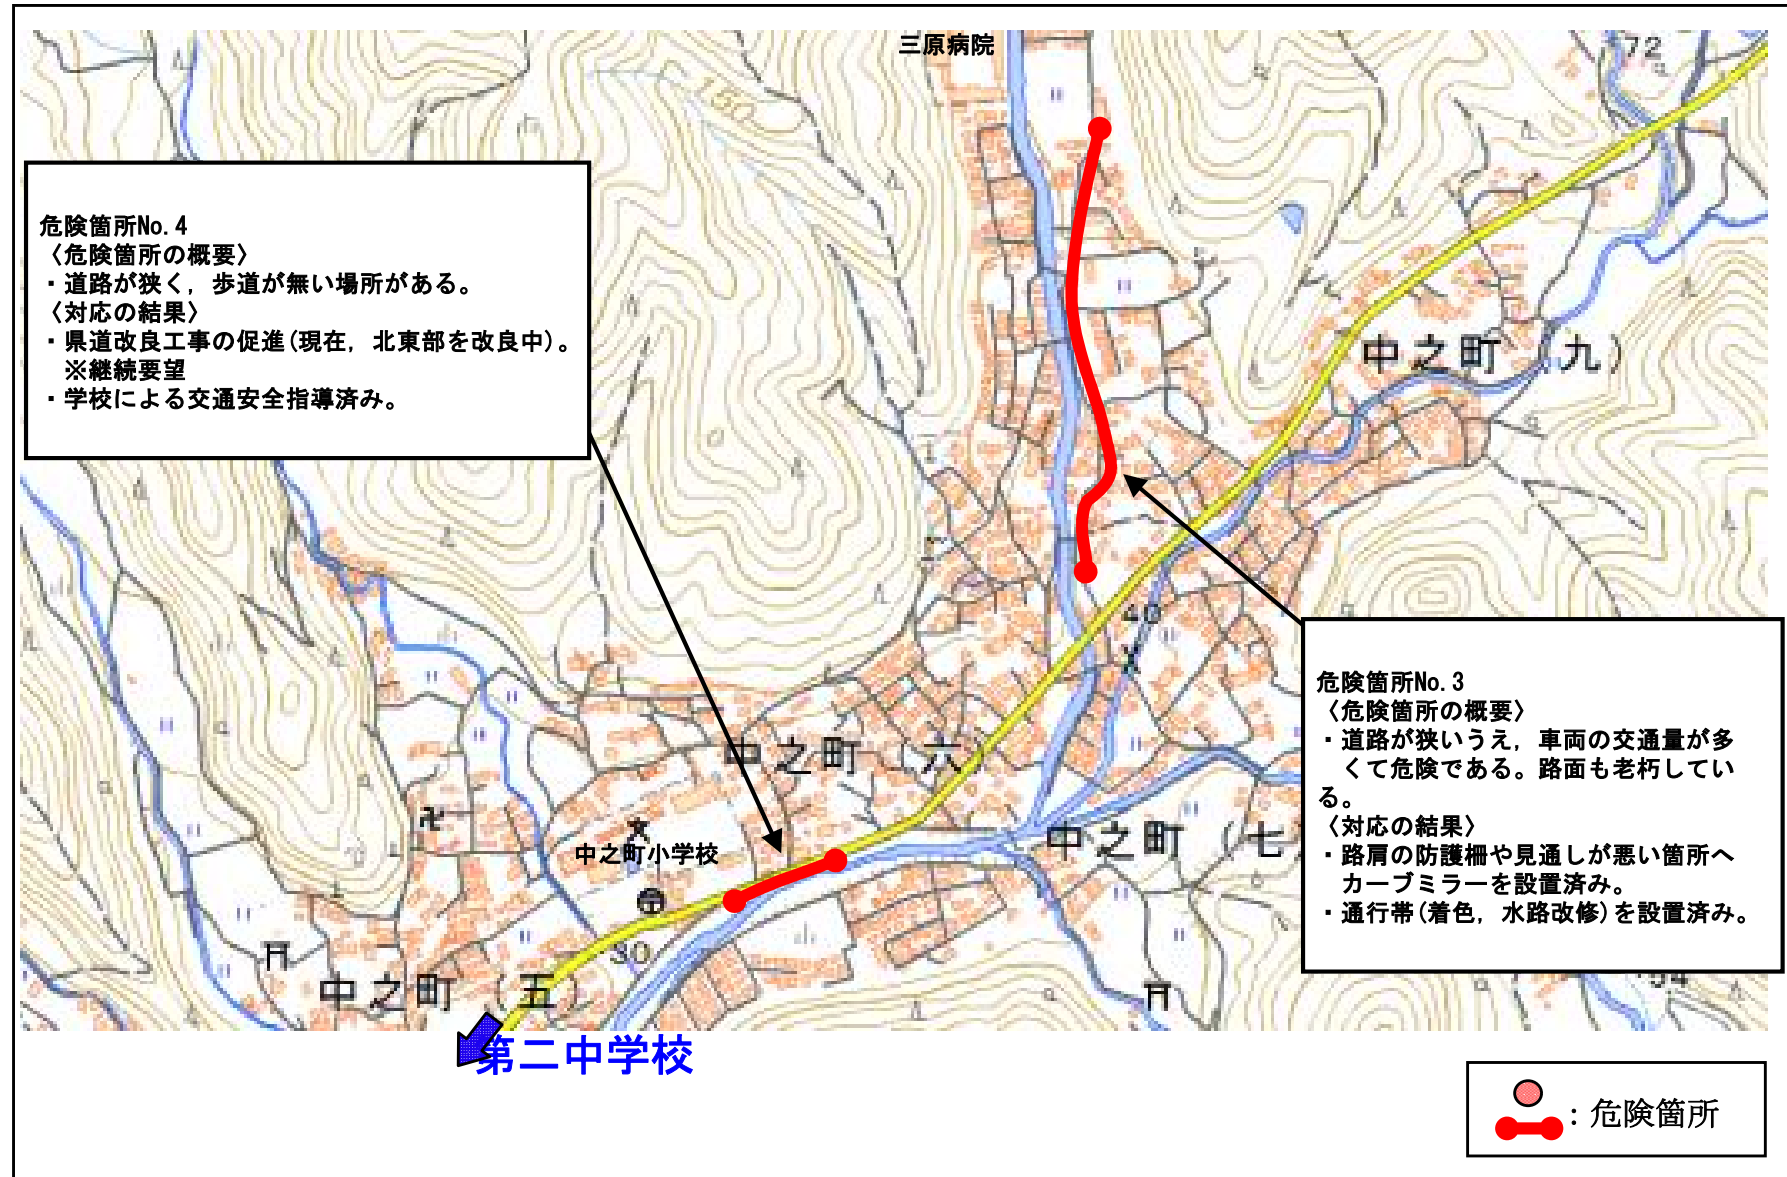 三原病院
72
150
危険箇所No.4
〈危険箇所の概要〉
・道路が狭く，歩道が無い場所がある。
〈対応の結果〉
・県道改良工事の促進(現在，北東部を改良中)。
※継続要望
・学校による交通安全指導済み。
中之町（九）
40
危険箇所No.3
〈危険箇所の概要〉
・道路が狭いうえ，車両の交通量が多
くて危険である。路面も老朽してい
る。
〈対応の結果〉
・路肩の防護柵や見通しが悪い箇所へ
カーブミラーを設置済み。
・通行帯(着色，水路改修)を設置済み。
中之町（六）
中之町（七
文
中之町小学校
30
94
中之町（五）
第二中学校
：危険箇所